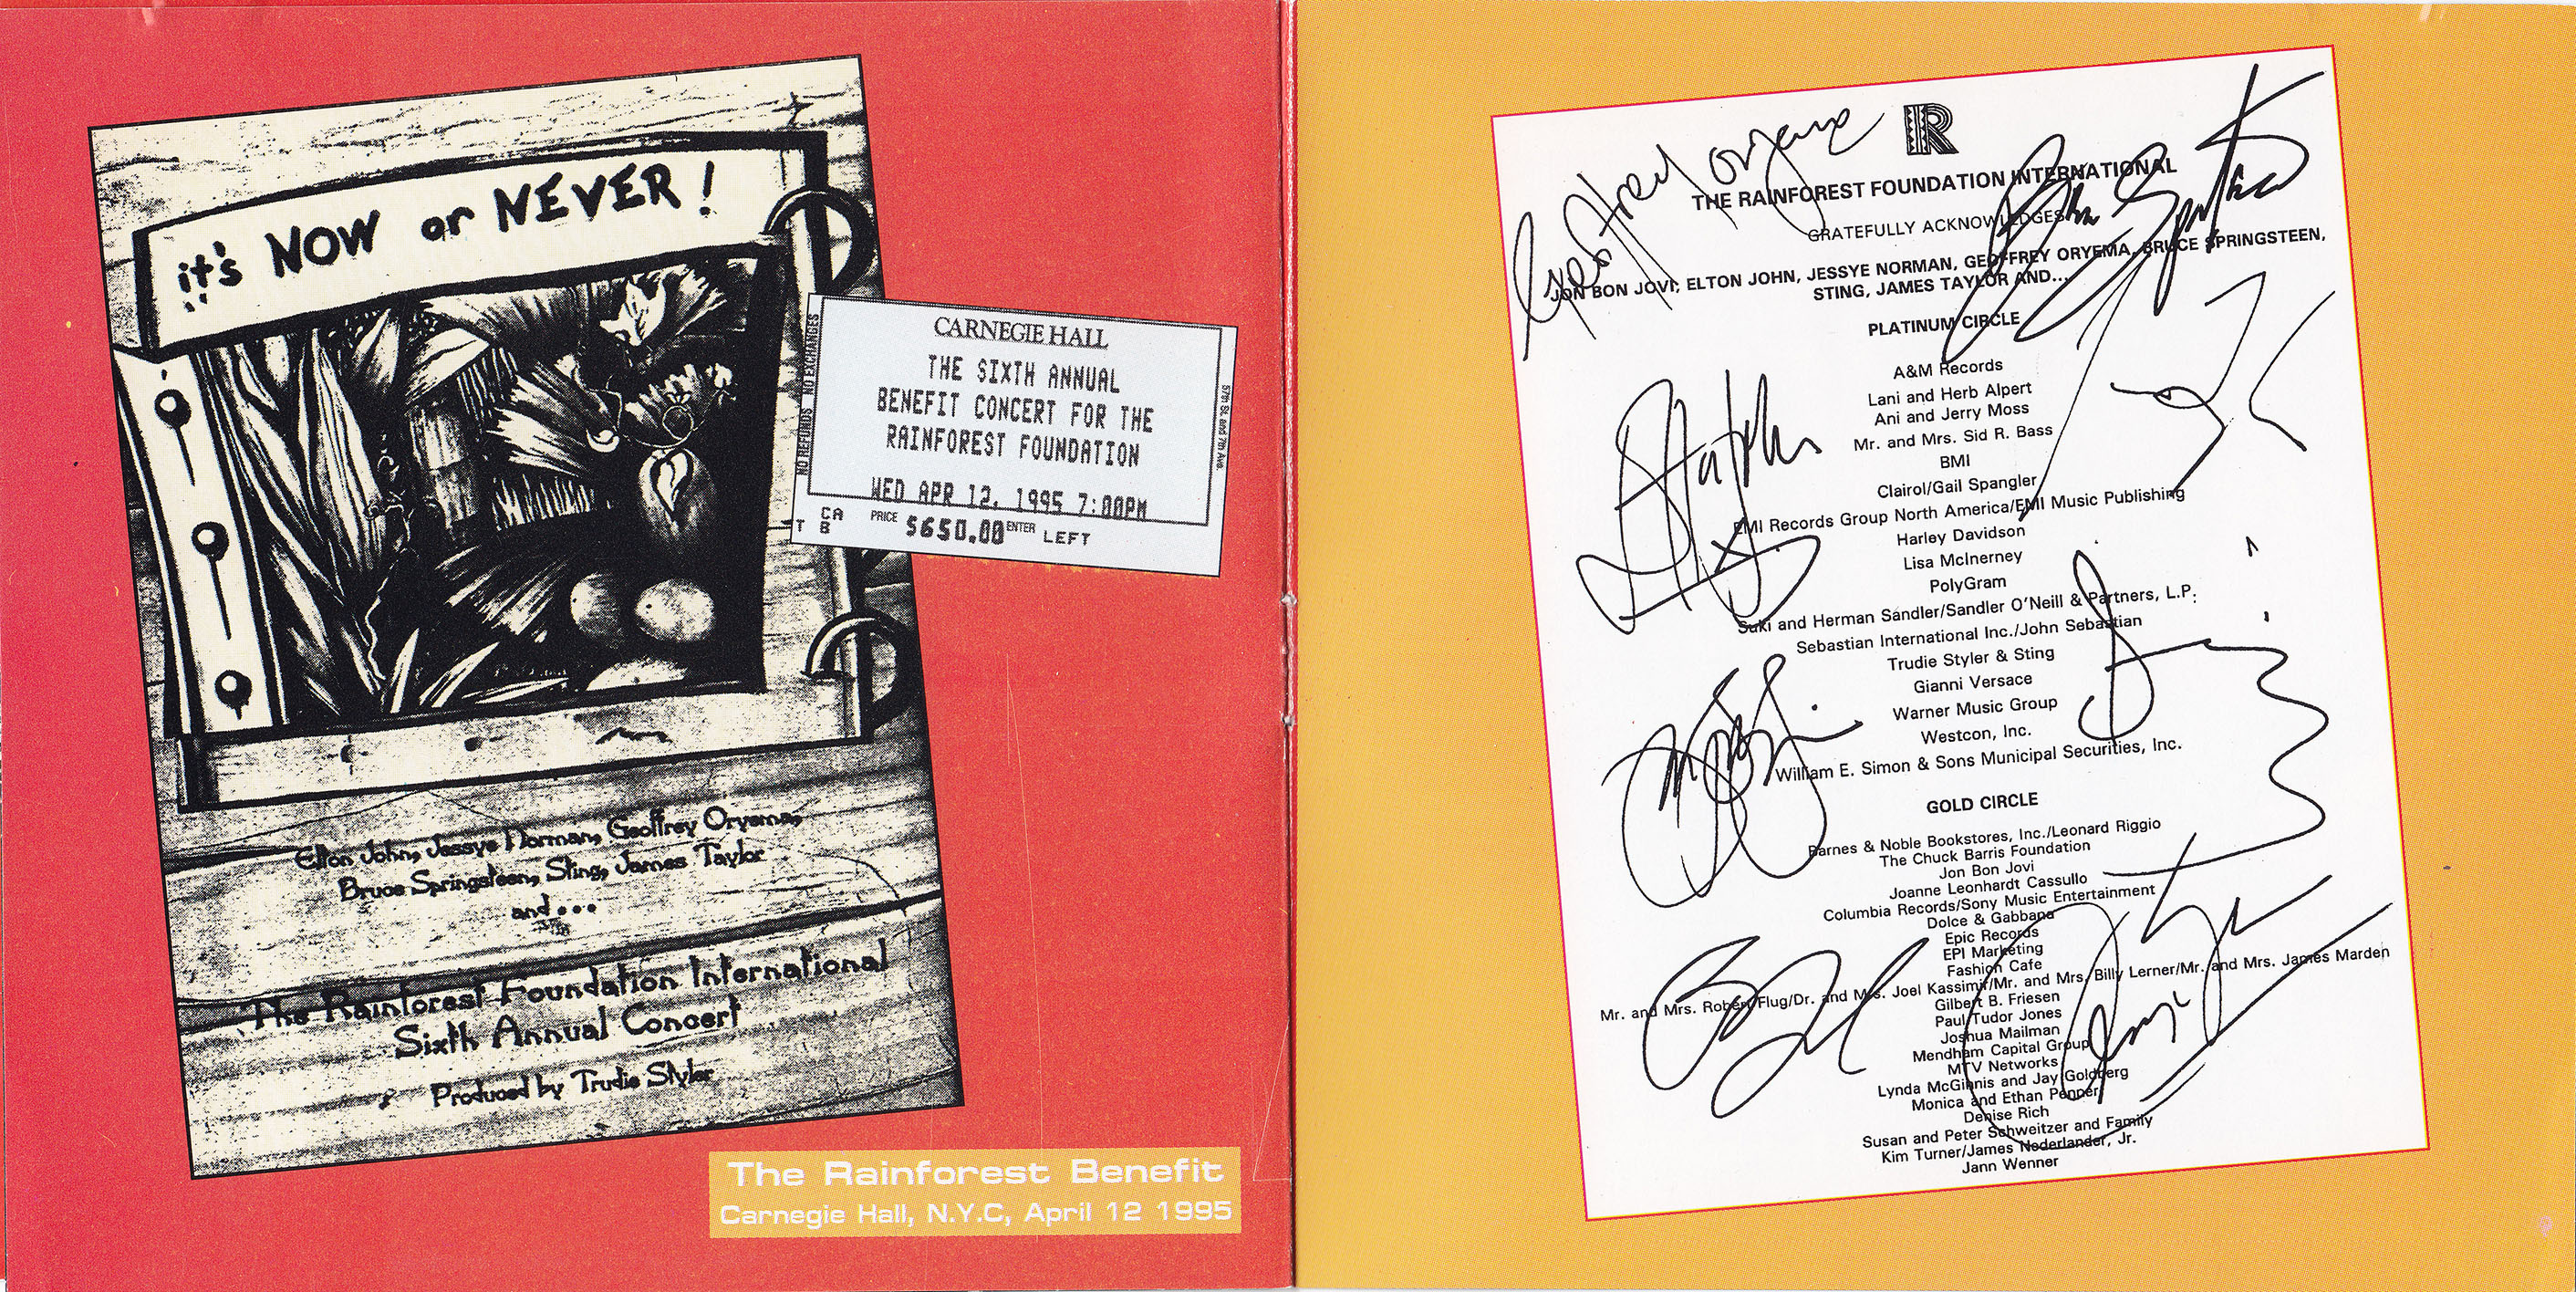 it's NOW or NEVER!
Elton John, Jessye Norman, Geoffrey Oryema,
Bruce Springsteen, Sting, James Taylor
and...
The Rainforest Foundation International
Sixth Annual Concert
Produced by Trudie Styler
NO REFUNDS NO EXCHANGES
CARNEGIE HALL
THE SIXTH ANNUAL
BENEFIT CONCERT FOR THE
RAINFOREST FOUNDATION
WED APR 12, 1995 7:00PM
T CA B PRICE $650.00 ENTER LEFT
57th St. and 7th Ave.
The Rainforest Benefit
Carnegie Hall, N.Y.C, April 12 1995
R
THE RAINFOREST FOUNDATION INTERNATIONAL
GRATEFULLY ACKNOWLEDGES
JON BON JOVI, ELTON JOHN, JESSYE NORMAN, GEOFFREY ORYEMA, BRUCE SPRINGSTEEN,
STING, JAMES TAYLOR AND...
PLATINUM CIRCLE
A&M Records
Lani and Herb Alpert
Ani and Jerry Moss
Mr. and Mrs. Sid R. Bass
BMI
Clairol/Gail Spangler
EMI Records Group North America/EMI Music Publishing
Harley Davidson
Lisa McInerney
PolyGram
Suki and Herman Sandler/Sandler O'Neill & Partners, L.P.
Sebastian International Inc./John Sebastian
Trudie Styler & Sting
Gianni Versace
Warner Music Group
Westcon, Inc.
William E. Simon & Sons Municipal Securities, Inc.
GOLD CIRCLE
Barnes & Noble Bookstores, Inc./Leonard Riggio
The Chuck Barris Foundation
Jon Bon Jovi
Joanne Leonhardt Cassullo
Columbia Records/Sony Music Entertainment
Dolce & Gabbana
Epic Records
EPI Marketing
Fashion Cafe
Mr. and Mrs. Robert Flug/Dr. and Mrs. Joel Kassimir/Mr. and Mrs. Billy Lerner/Mr. and Mrs. James Marden
Gilbert B. Friesen
Paul Tudor Jones
Joshua Mailman
Mendham Capital Group
MTV Networks
Lynda McGinnis and Jay Goldberg
Monica and Ethan Penner
Denise Rich
Susan and Peter Schweitzer and Family
Kim Turner/James Nederlander, Jr.
Jann Wenner
Geoffrey Oryema